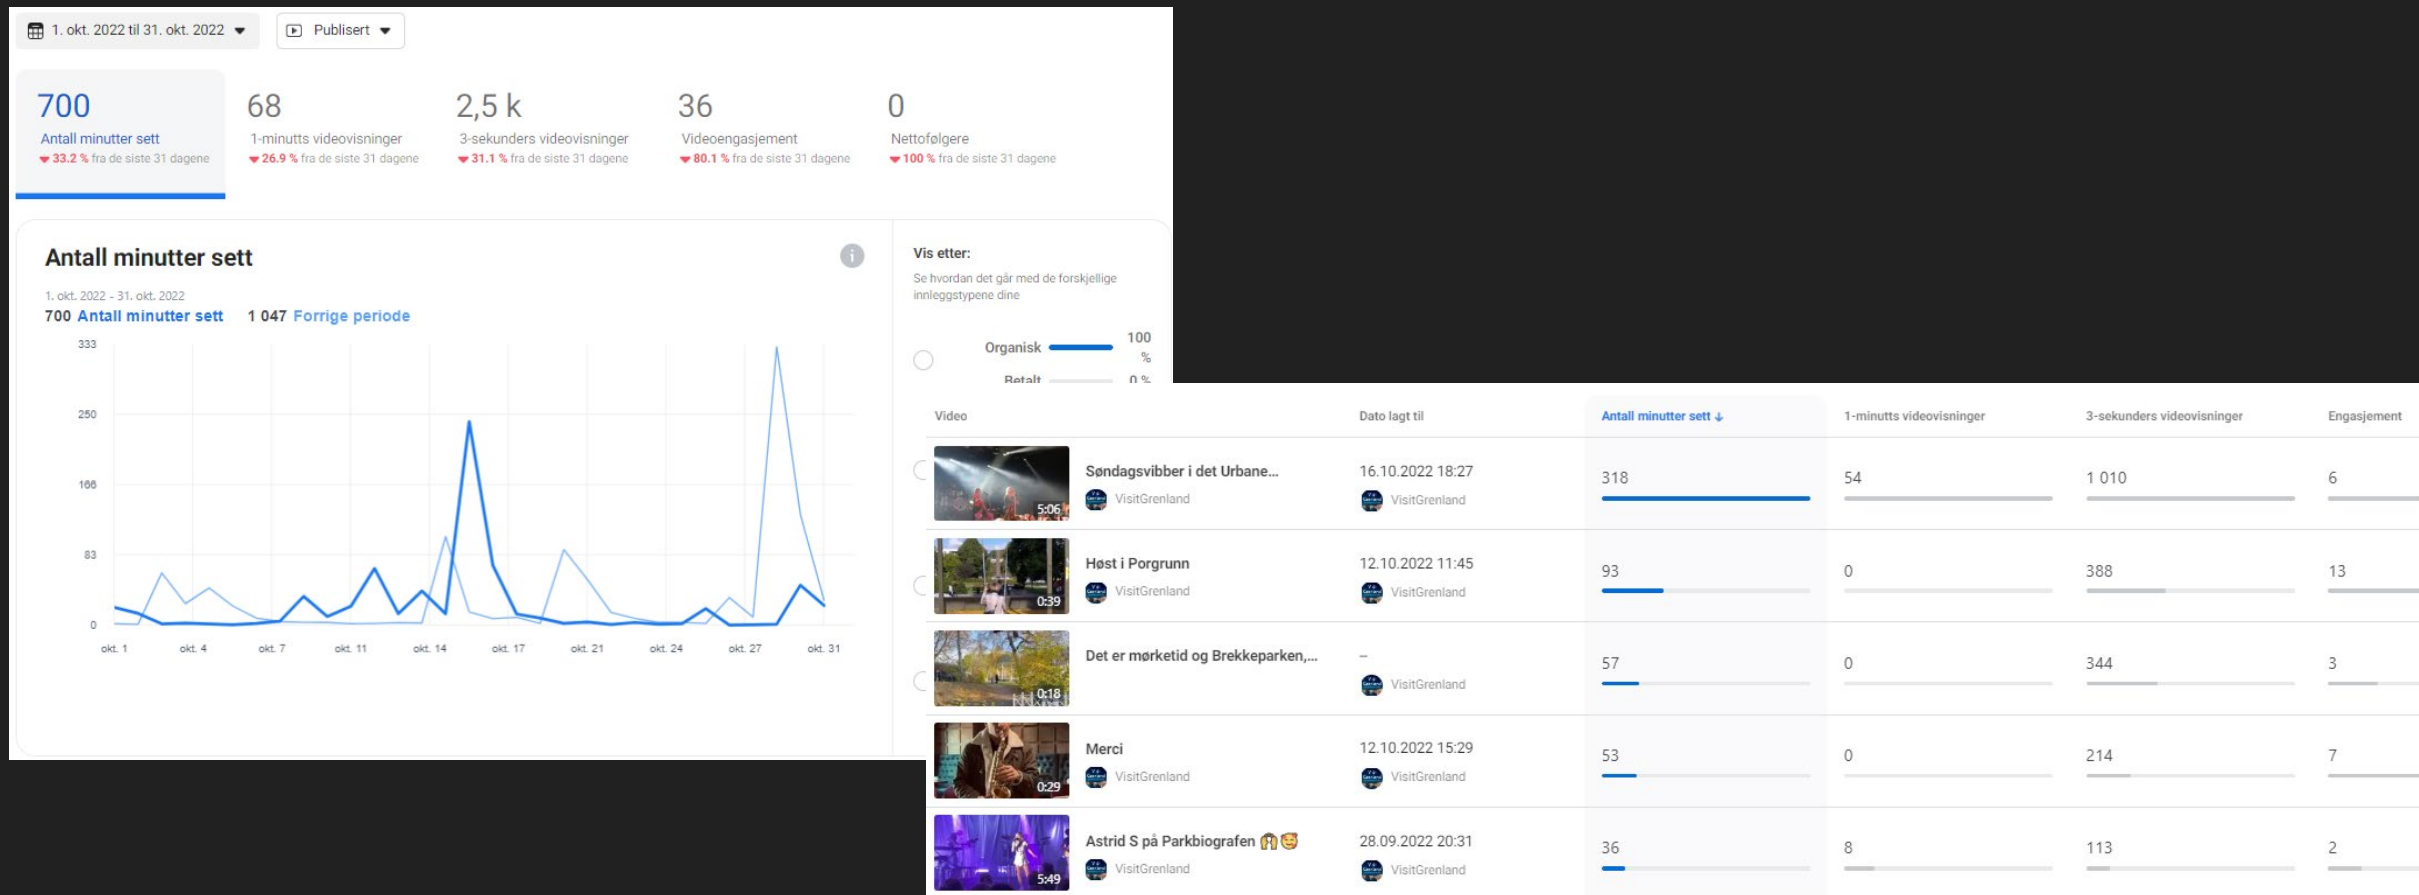 1. okt. 2022 til 31. okt. 2022
Publisert
700
Antall minutter sett
33.2 % fra de siste 31 dagene
68
1-minutts videovisninger
26.9 % fra de siste 31 dagene
2,5 k
3-sekunders videovisninger
31.1 % fra de siste 31 dagene
36
Videoengasjement
80.1 % fra de siste 31 dagene
0
Nettofølgere
100 % fra de siste 31 dagene
Antall minutter sett
1. okt. 2022 - 31. okt. 2022
700 Antall minutter sett 1 047 Forrige periode
333
250
166
83
0
okt. 1 okt. 4 okt. 7 okt. 11 okt. 14 okt. 17 okt. 21 okt. 24 okt. 27 okt. 31
Vis etter:
Se hvordan det går med de forskjellige
innleggstypene dine
Organisk 100
%
Betalt 0 %
Video Dato lagt til Antall minutter sett 1-minutts videovisninger 3-sekunders videovisninger Engasjement
5:06
Søndagsvibber i det Urbane...
VisitGrenland
16.10.2022 18:27
VisitGrenland
318 54 1 010 6
0:39
Høst i Porgrunn
VisitGrenland
12.10.2022 11:45
VisitGrenland
93 0 388 13
0:18
Det er mørketid og Brekkeparken,...
–
VisitGrenland
57 0 344 3
0:29
Merci
VisitGrenland
12.10.2022 15:29
VisitGrenland
53 0 214 7
5:49
Astrid S på Parkbiografen
VisitGrenland
28.09.2022 20:31
VisitGrenland
36 8 113 2